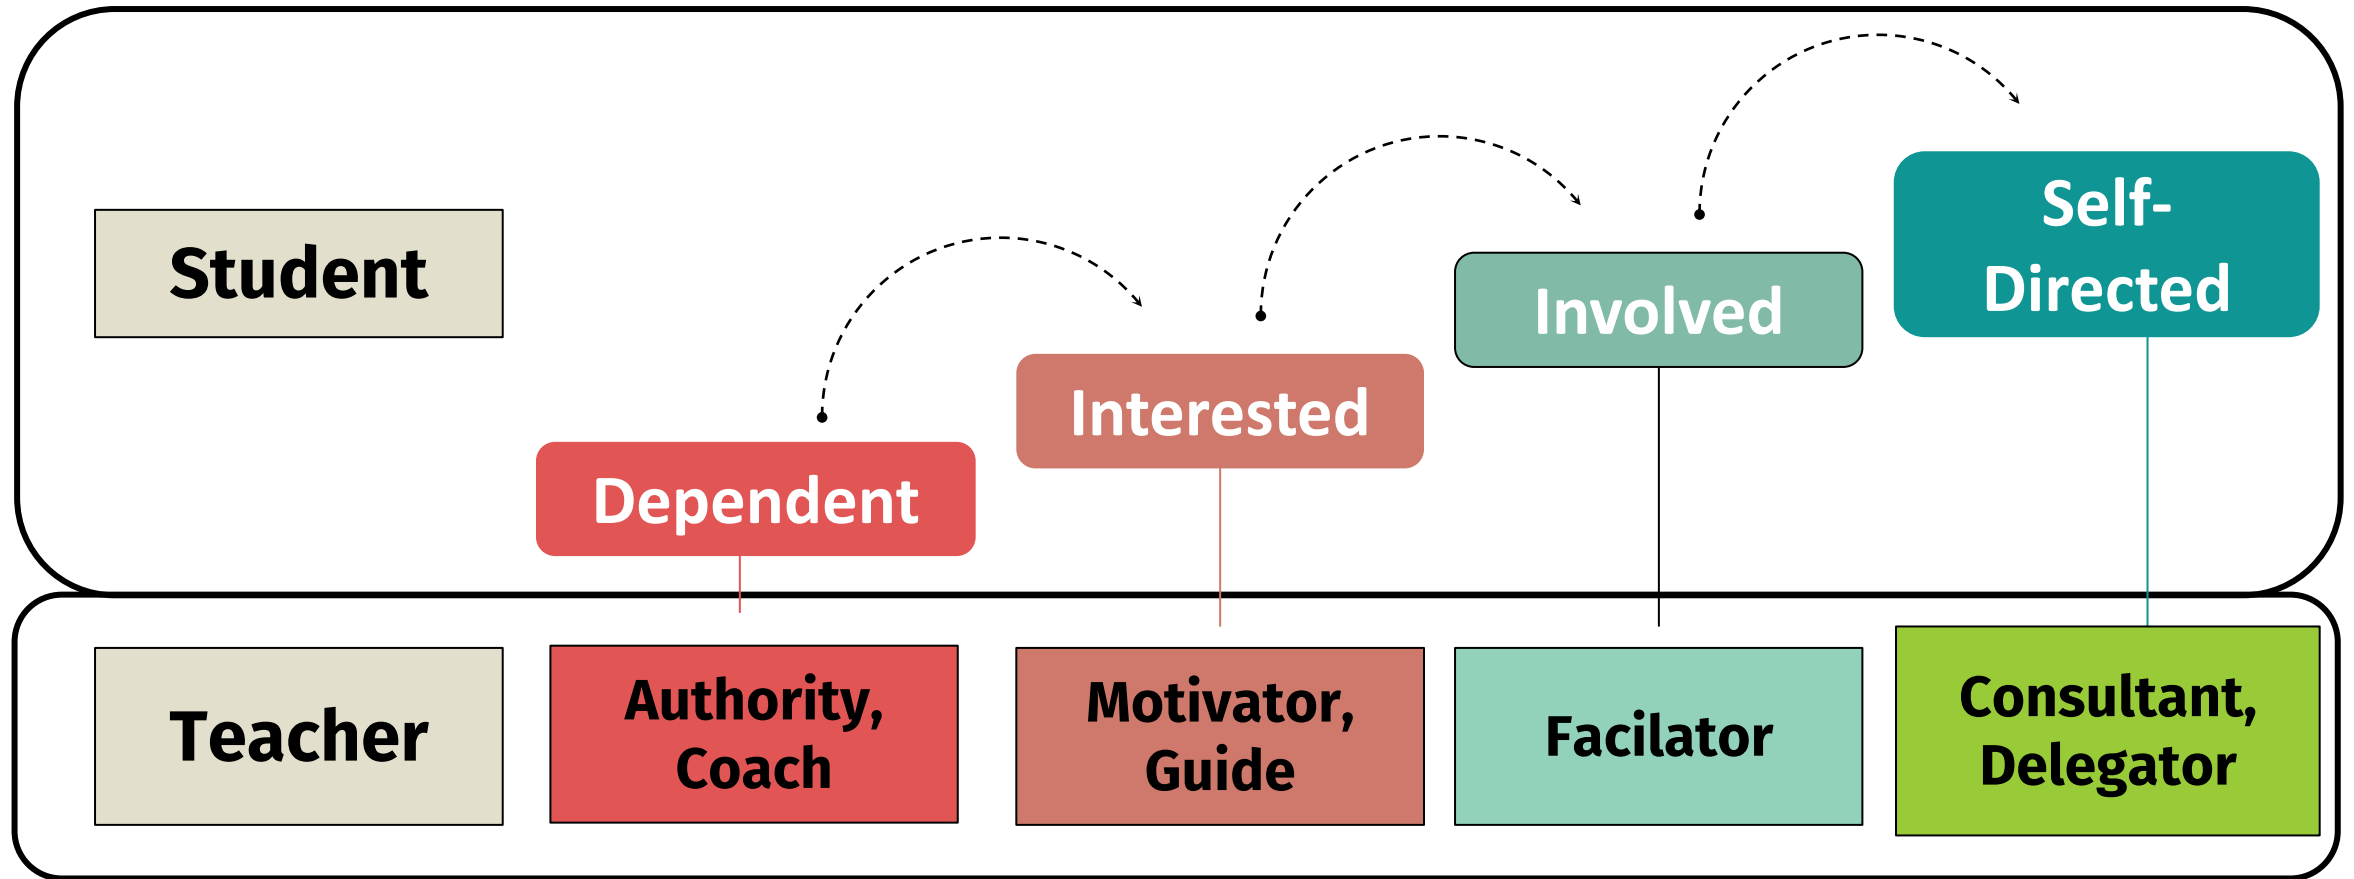 Student
Dependent
Interested
Involved
Self-
Directed
Teacher
Authority,
Coach
Motivator,
Guide
Facilator
Consultant,
Delegator